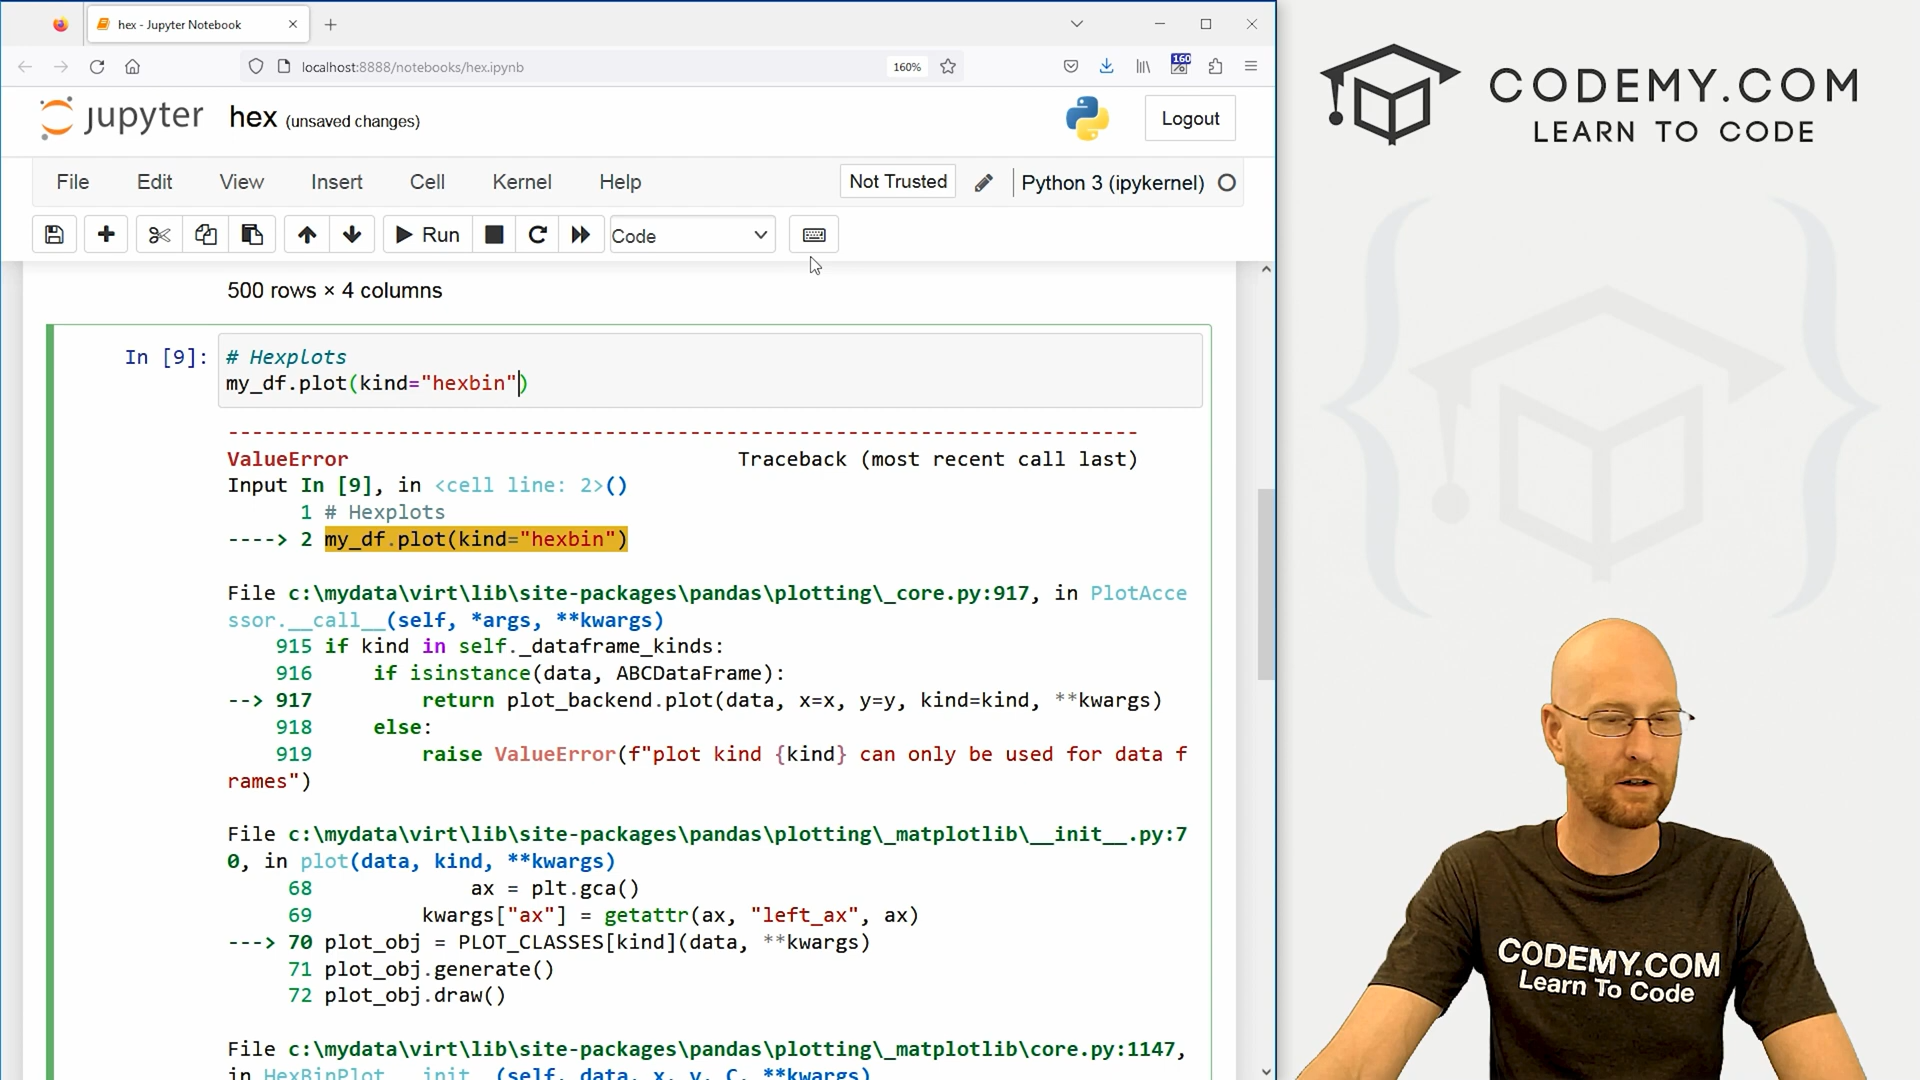 hex - Jupyter Notebook
localhost:8888/notebooks/hex.ipynb
160%
160
jupyter hex (unsaved changes)
Logout
File Edit View Insert Cell Kernel Help
Not Trusted
Python 3 (ipykernel)
Run
Code
500 rows × 4 columns
In [9]: # Hexplots
my_df.plot(kind="hexbin")
---------------------------------------------------------------------------
ValueError Traceback (most recent call last)
Input In [9], in <cell line: 2>()
1 # Hexplots
----> 2 my_df.plot(kind="hexbin")
File c:\mydata\virt\lib\site-packages\pandas\plotting\_core.py:917, in PlotAcce
ssor.__call__(self, *args, **kwargs)
915 if kind in self._dataframe_kinds:
916 if isinstance(data, ABCDataFrame):
--> 917 return plot_backend.plot(data, x=x, y=y, kind=kind, **kwargs)
918 else:
919 raise ValueError(f"plot kind {kind} can only be used for data f
rames")
File c:\mydata\virt\lib\site-packages\pandas\plotting\_matplotlib\__init__.py:7
0, in plot(data, kind, **kwargs)
68 ax = plt.gca()
69 kwargs["ax"] = getattr(ax, "left_ax", ax)
---> 70 plot_obj = PLOT_CLASSES[kind](data, **kwargs)
71 plot_obj.generate()
72 plot_obj.draw()
File c:\mydata\virt\lib\site-packages\pandas\plotting\_matplotlib\core.py:1147,
in HexBinPlot.__init__(self, data, x, y, C, **kwargs)
CODEMY.COM
LEARN TO CODE
CODEMY.COM
Learn To Code